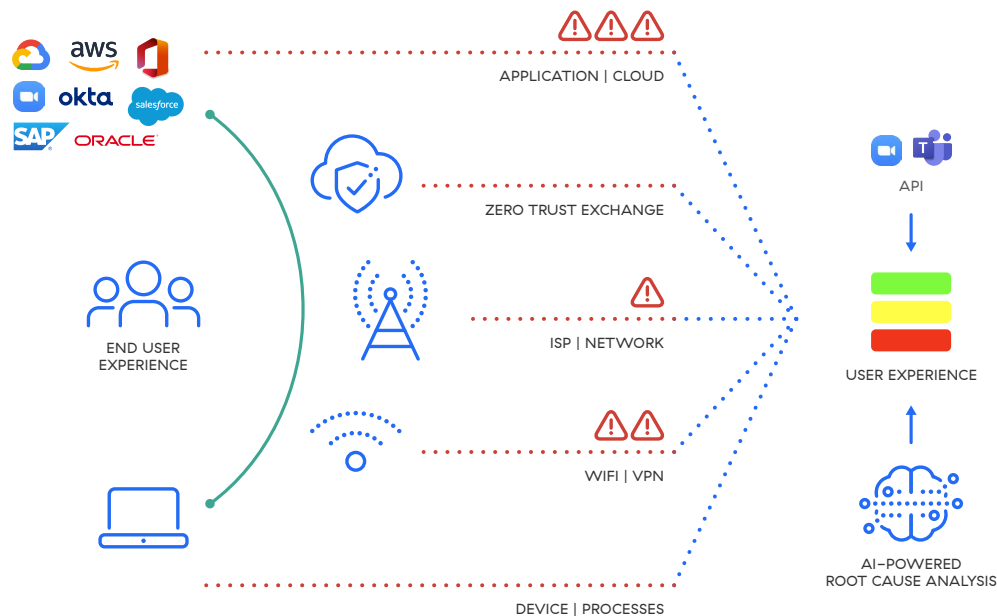 aws
okta
salesforce
SAP
ORACLE
APPLICATION | CLOUD
ZERO TRUST EXCHANGE
ISP | NETWORK
WIFI | VPN
DEVICE | PROCESSES
END USER
EXPERIENCE
T
API
USER EXPERIENCE
AI-POWERED
ROOT CAUSE ANALYSIS